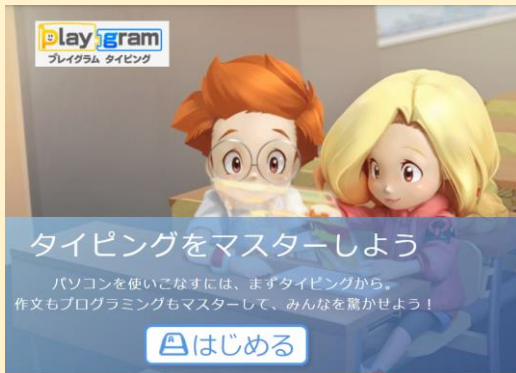 playgram
プレイグラム タイピング
タイピングをマスターしよう
パソコンを使いこなすには、まずタイピングから。
作文もプログラミングもマスターして、みんなを驚かせよう！
はじめる